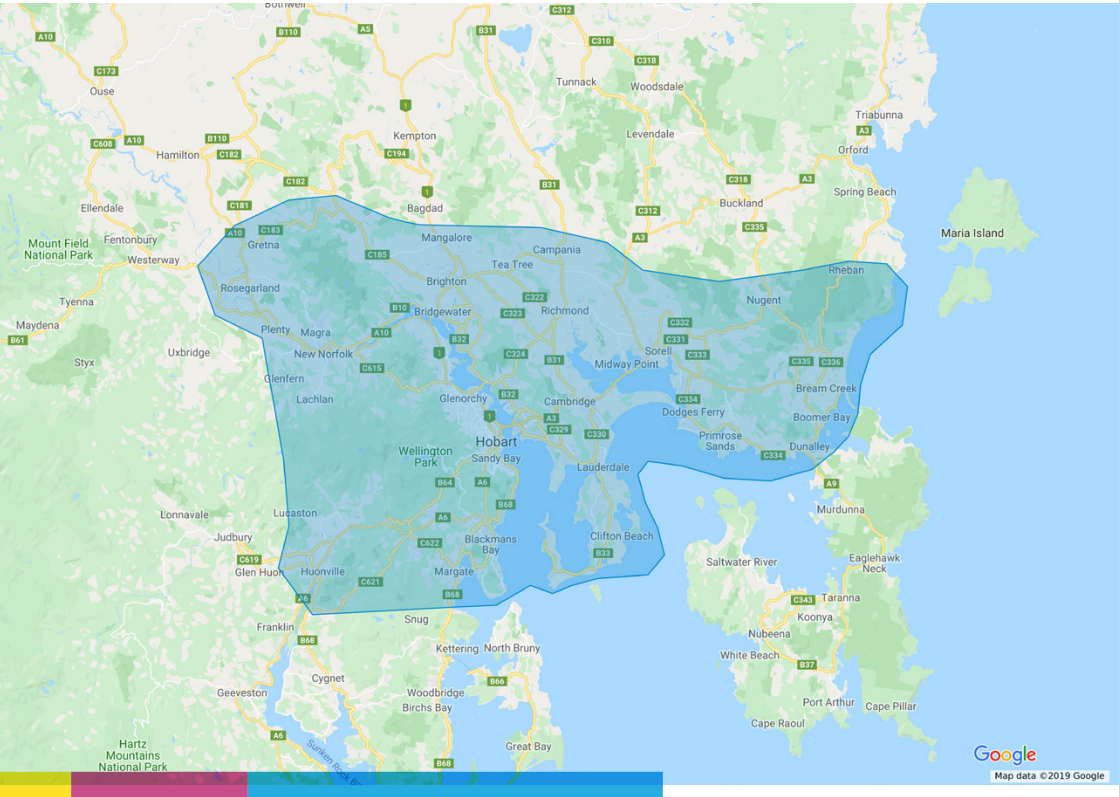 Bothwell
C312
A10
B110
A5
B31
C310
C318
C173
Ouse
Tunnack
Woodsdale
1
Triabunna
A3
C608
A10
B110
Kempton
Levendale
Hamilton
C182
C194
Orford
C182
B31
C318
A3
1
Spring Beach
Ellendale
C181
Bagdad
C312
Buckland
Mount Field
National Park
Fentonbury
A10
C183
Gretna
Mangalore
A3
C335
Maria Island
Westerway
C185
Campania
Tea Tree
Rheban
Tyenna
Rosegarland
Brighton
C322
Nugent
B10
Bridgewater
C323
Richmond
Maydena
Plenty
Magra
A10
B32
C332
B61
C331
Uxbridge
New Norfolk
1
C324
B31
Sorell
C333
Styx
C615
Midway Point
C335
C336
Glenfern
Lachlan
Glenorchy
B32
Cambridge
C334
Bream Creek
1
A3
Dodges Ferry
Boomer Bay
Hobart
C329
C330
Primrose
Sands
Dunalley
Wellington
Park
Sandy Bay
Lauderdale
C334
B64
A6
A9
B68
Lonnavale
Lucaston
A6
Murdunna
Judbury
C622
Blackmans
Bay
Clifton Beach
C619
B33
Saltwater River
Eaglehawk
Neck
Glen Huon
Huonville
C621
Margate
A6
B68
C343
Taranna
Franklin
Snug
Koonya
B68
Nubeena
Kettering
North Bruny
White Beach
B37
Cygnet
B66
Geeveston
Woodbridge
Birchs Bay
Port Arthur
Cape Pillar
Cape Raoul
A6
Hartz
Mountains
National Park
Great Bay
B68
Google
Map data ©2019 Google